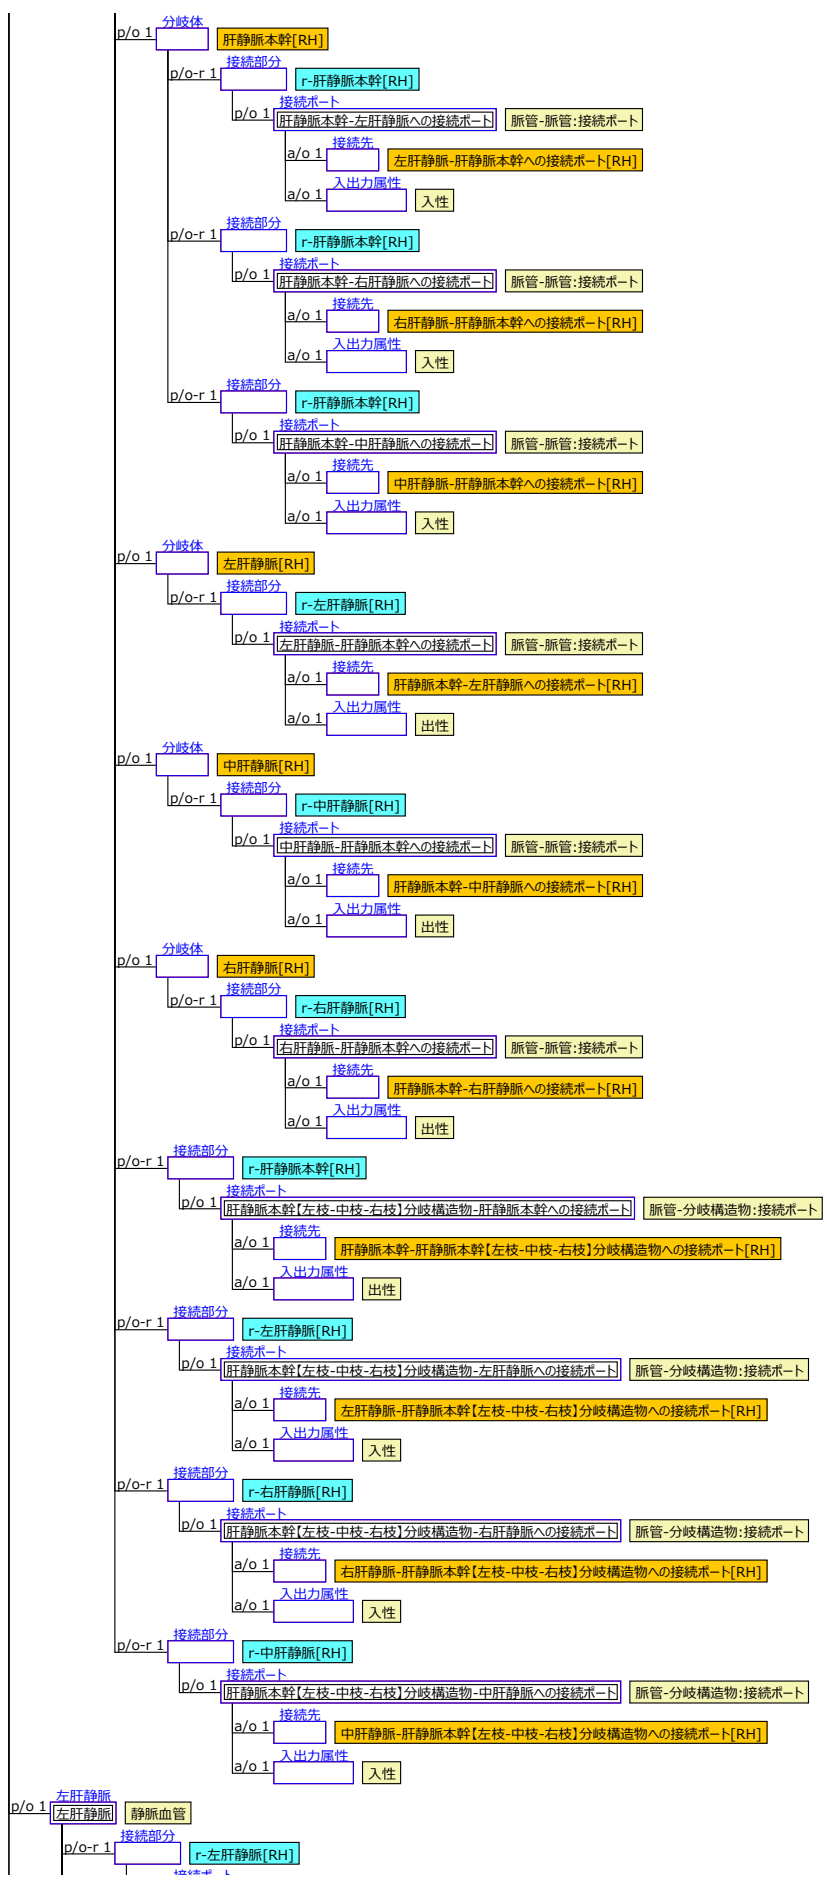 分岐体
p/o 1 肝静脈本幹[RH]
接続部分
p/o-r 1 r-肝静脈本幹[RH]
接続ポート
p/o 1 肝静脈本幹-左肝静脈への接続ポート 脈管-脈管:接続ポート
接続先
a/o 1 左肝静脈-肝静脈本幹への接続ポート[RH]
入出力属性
a/o 1 入性
接続部分
p/o-r 1 r-肝静脈本幹[RH]
接続ポート
p/o 1 肝静脈本幹-右肝静脈への接続ポート 脈管-脈管:接続ポート
接続先
a/o 1 右肝静脈-肝静脈本幹への接続ポート[RH]
入出力属性
a/o 1 入性
接続部分
p/o-r 1 r-肝静脈本幹[RH]
接続ポート
p/o 1 肝静脈本幹-中肝静脈への接続ポート 脈管-脈管:接続ポート
接続先
a/o 1 中肝静脈-肝静脈本幹への接続ポート[RH]
入出力属性
a/o 1 入性
分岐体
p/o 1 左肝静脈[RH]
接続部分
p/o-r 1 r-左肝静脈[RH]
接続ポート
p/o 1 左肝静脈-肝静脈本幹への接続ポート 脈管-脈管:接続ポート
接続先
a/o 1 肝静脈本幹-左肝静脈への接続ポート[RH]
入出力属性
a/o 1 出性
分岐体
p/o 1 中肝静脈[RH]
接続部分
p/o-r 1 r-中肝静脈[RH]
接続ポート
p/o 1 中肝静脈-肝静脈本幹への接続ポート 脈管-脈管:接続ポート
接続先
a/o 1 肝静脈本幹-中肝静脈への接続ポート[RH]
入出力属性
a/o 1 出性
分岐体
p/o 1 右肝静脈[RH]
接続部分
p/o-r 1 r-右肝静脈[RH]
接続ポート
p/o 1 右肝静脈-肝静脈本幹への接続ポート 脈管-脈管:接続ポート
接続先
a/o 1 肝静脈本幹-右肝静脈への接続ポート[RH]
入出力属性
a/o 1 出性
接続部分
p/o-r 1 r-肝静脈本幹[RH]
接続ポート
p/o 1 肝静脈本幹【左枝-中枝-右枝】分岐構造物-肝静脈本幹への接続ポート 脈管-分岐構造物:接続ポート
接続先
a/o 1 肝静脈本幹-肝静脈本幹【左枝-中枝-右枝】分岐構造物への接続ポート[RH]
入出力属性
a/o 1 出性
接続部分
p/o-r 1 r-左肝静脈[RH]
接続ポート
p/o 1 肝静脈本幹【左枝-中枝-右枝】分岐構造物-左肝静脈への接続ポート 脈管-分岐構造物:接続ポート
接続先
a/o 1 左肝静脈-肝静脈本幹【左枝-中枝-右枝】分岐構造物への接続ポート[RH]
入出力属性
a/o 1 入性
接続部分
p/o-r 1 r-右肝静脈[RH]
接続ポート
p/o 1 肝静脈本幹【左枝-中枝-右枝】分岐構造物-右肝静脈への接続ポート 脈管-分岐構造物:接続ポート
接続先
a/o 1 右肝静脈-肝静脈本幹【左枝-中枝-右枝】分岐構造物への接続ポート[RH]
入出力属性
a/o 1 入性
接続部分
p/o-r 1 r-中肝静脈[RH]
接続ポート
p/o 1 肝静脈本幹【左枝-中枝-右枝】分岐構造物-中肝静脈への接続ポート 脈管-分岐構造物:接続ポート
接続先
a/o 1 中肝静脈-肝静脈本幹【左枝-中枝-右枝】分岐構造物への接続ポート[RH]
入出力属性
a/o 1 入性
左肝静脈
p/o 1 左肝静脈 静脈血管
接続部分
p/o-r 1 r-左肝静脈[RH]
接続ポート